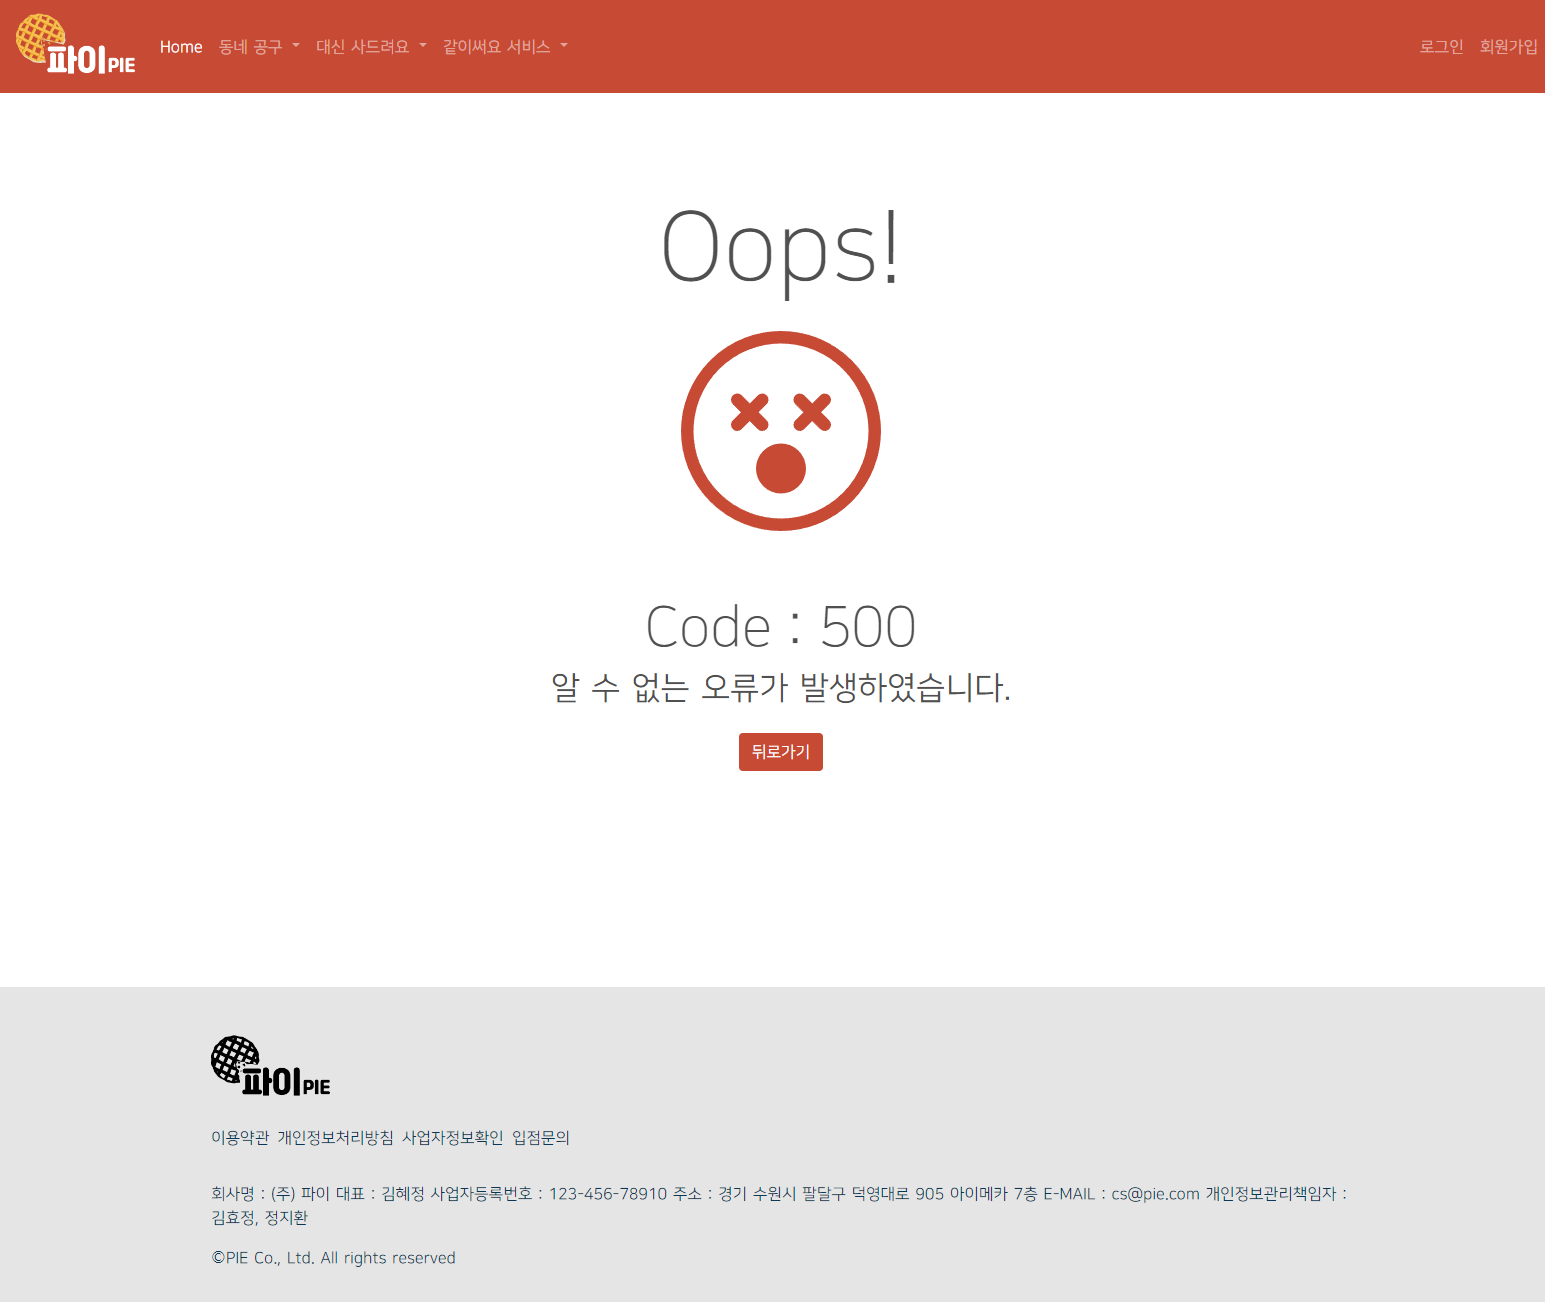 파이 PIE Home 동네 공구 대신 사드려요 같이써요 서비스 로그인 회원가입
Oops!
Code : 500
알 수 없는 오류가 발생하였습니다.
뒤로가기
파이 PIE
이용약관 개인정보처리방침 사업자정보확인 입점문의
회사명 : (주) 파이 대표 : 김혜정 사업자등록번호 : 123-456-78910 주소 : 경기 수원시 팔달구 덕영대로 905 아이메카 7층 E-MAIL : cs@pie.com 개인정보관리책임자 :
김효정, 정지환
©PIE Co., Ltd. All rights reserved